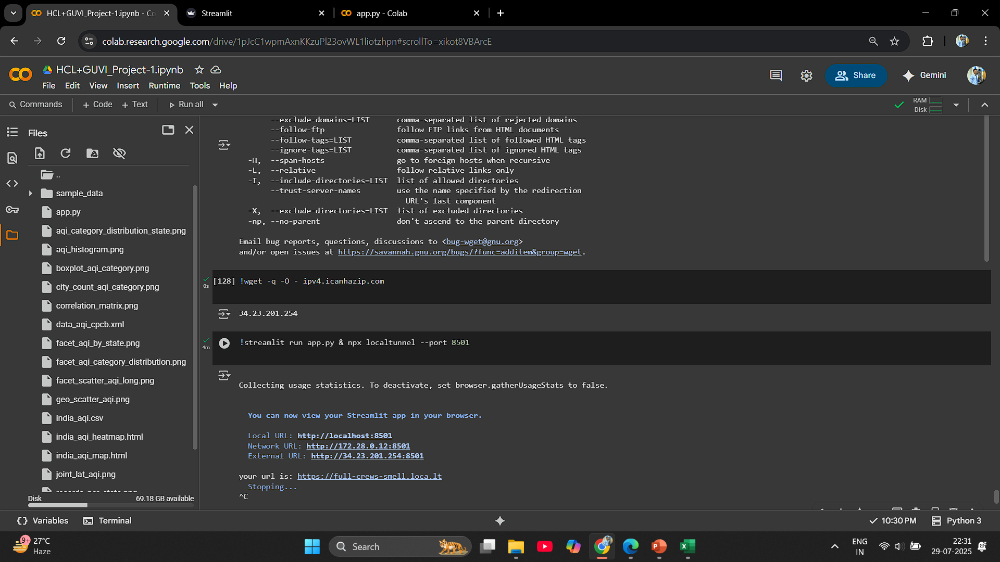 HCL+GUVI_Project-1.ipynb - Co
Streamlit
app.py - Colab
colab.research.google.com/drive/1pJcC1wpmAxnKKzuPl23ovWL1liotzhpn#scrollTo=xikot8VBArcE
HCL+GUVI_Project-1.ipynb
File Edit View Insert Runtime Tools Help
Share
Gemini
Commands + Code + Text Run all
RAM
Disk
Files
..
sample_data
app.py
aqi_category_distribution_state.png
aqi_histogram.png
boxplot_aqi_category.png
city_count_aqi_category.png
correlation_matrix.png
data_aqi_cpcb.xml
facet_aqi_by_state.png
facet_aqi_category_distribution.png
facet_scatter_aqi_long.png
geo_scatter_aqi.png
india_aqi.csv
india_aqi_heatmap.html
india_aqi_map.html
joint_lat_aqi.png
Disk 69.18 GB available
--exclude-domains=LIST comma-separated list of rejected domains
--follow-ftp follow FTP links from HTML documents
--follow-tags=LIST comma-separated list of followed HTML tags
--ignore-tags=LIST comma-separated list of ignored HTML tags
-H, --span-hosts go to foreign hosts when recursive
-L, --relative follow relative links only
-I, --include-directories=LIST list of allowed directories
--trust-server-names use the name specified by the redirection
URL's last component
-X, --exclude-directories=LIST list of excluded directories
-np, --no-parent don't ascend to the parent directory
Email bug reports, questions, discussions to <bug-wget@gnu.org>
and/or open issues at https://savannah.gnu.org/bugs/?func=additem&group=wget.
0s
[128] !wget -q -O - ipv4.icanhazip.com
34.23.201.254
4m
!streamlit run app.py & npx localtunnel --port 8501
Collecting usage statistics. To deactivate, set browser.gatherUsageStats to false.
You can now view your Streamlit app in your browser.
Local URL: http://localhost:8501
Network URL: http://172.28.0.12:8501
External URL: http://34.23.201.254:8501
your url is: https://full-crews-smell.loca.lt
Stopping...
^C
Variables Terminal
10:30 PM Python 3
9+
27°C
Haze
Search
ENG
IN
22:31
29-07-2025